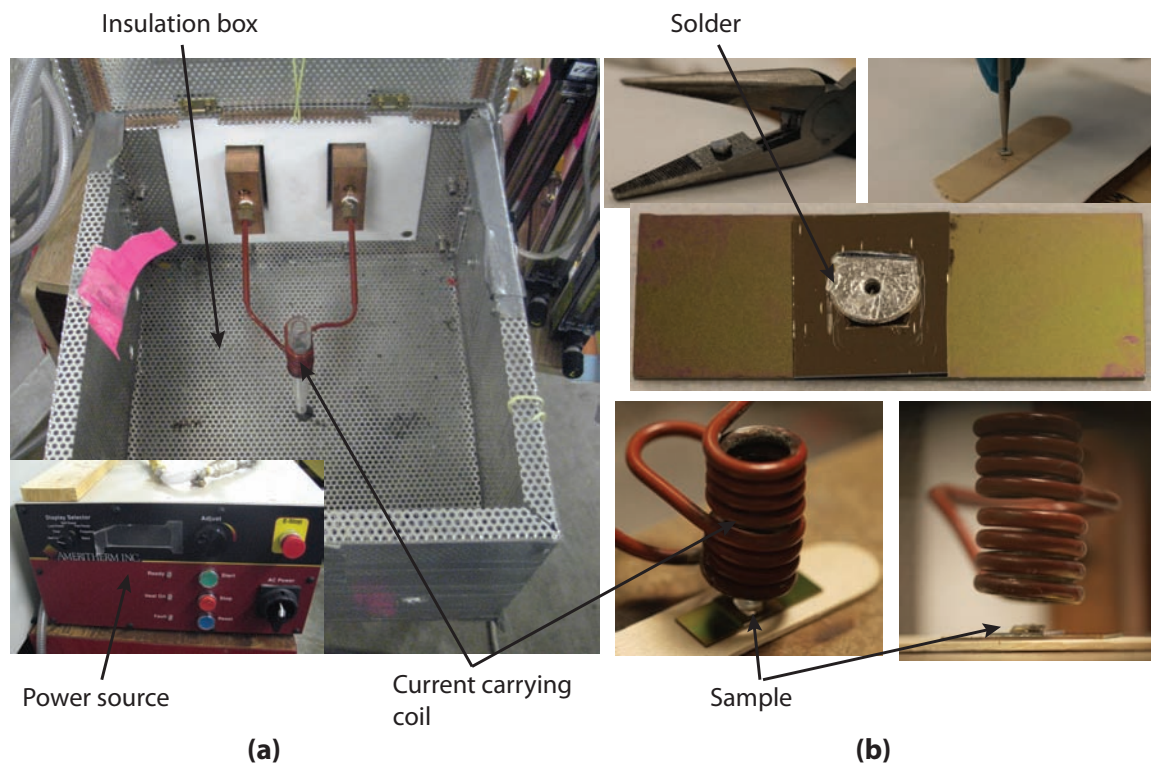 Insulation box
Solder
Display Selector
Adjust
E-Stop
AMERITHERM INC
Ready
Start
AC Power
Heat On
Stop
Fault
Reset
Power source
Current carrying
coil
Sample
(a)
(b)